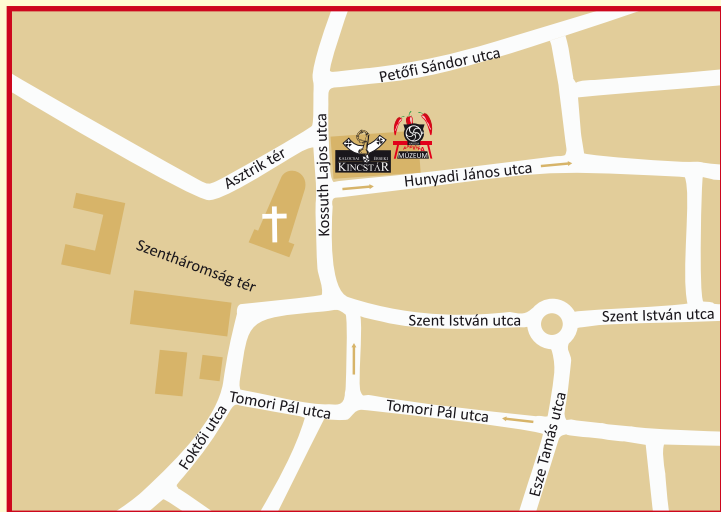 Petőfi Sándor utca
Kossuth Lajos utca
Asztrik tér
KALOCSAI ÉRSEKI
KINCSTÁR
MÚZEUM
Hunyadi János utca
Szentháromság tér
Szent István utca
Szent István utca
Tomori Pál utca
Tomori Pál utca
Foktői utca
Esze Tamás utca